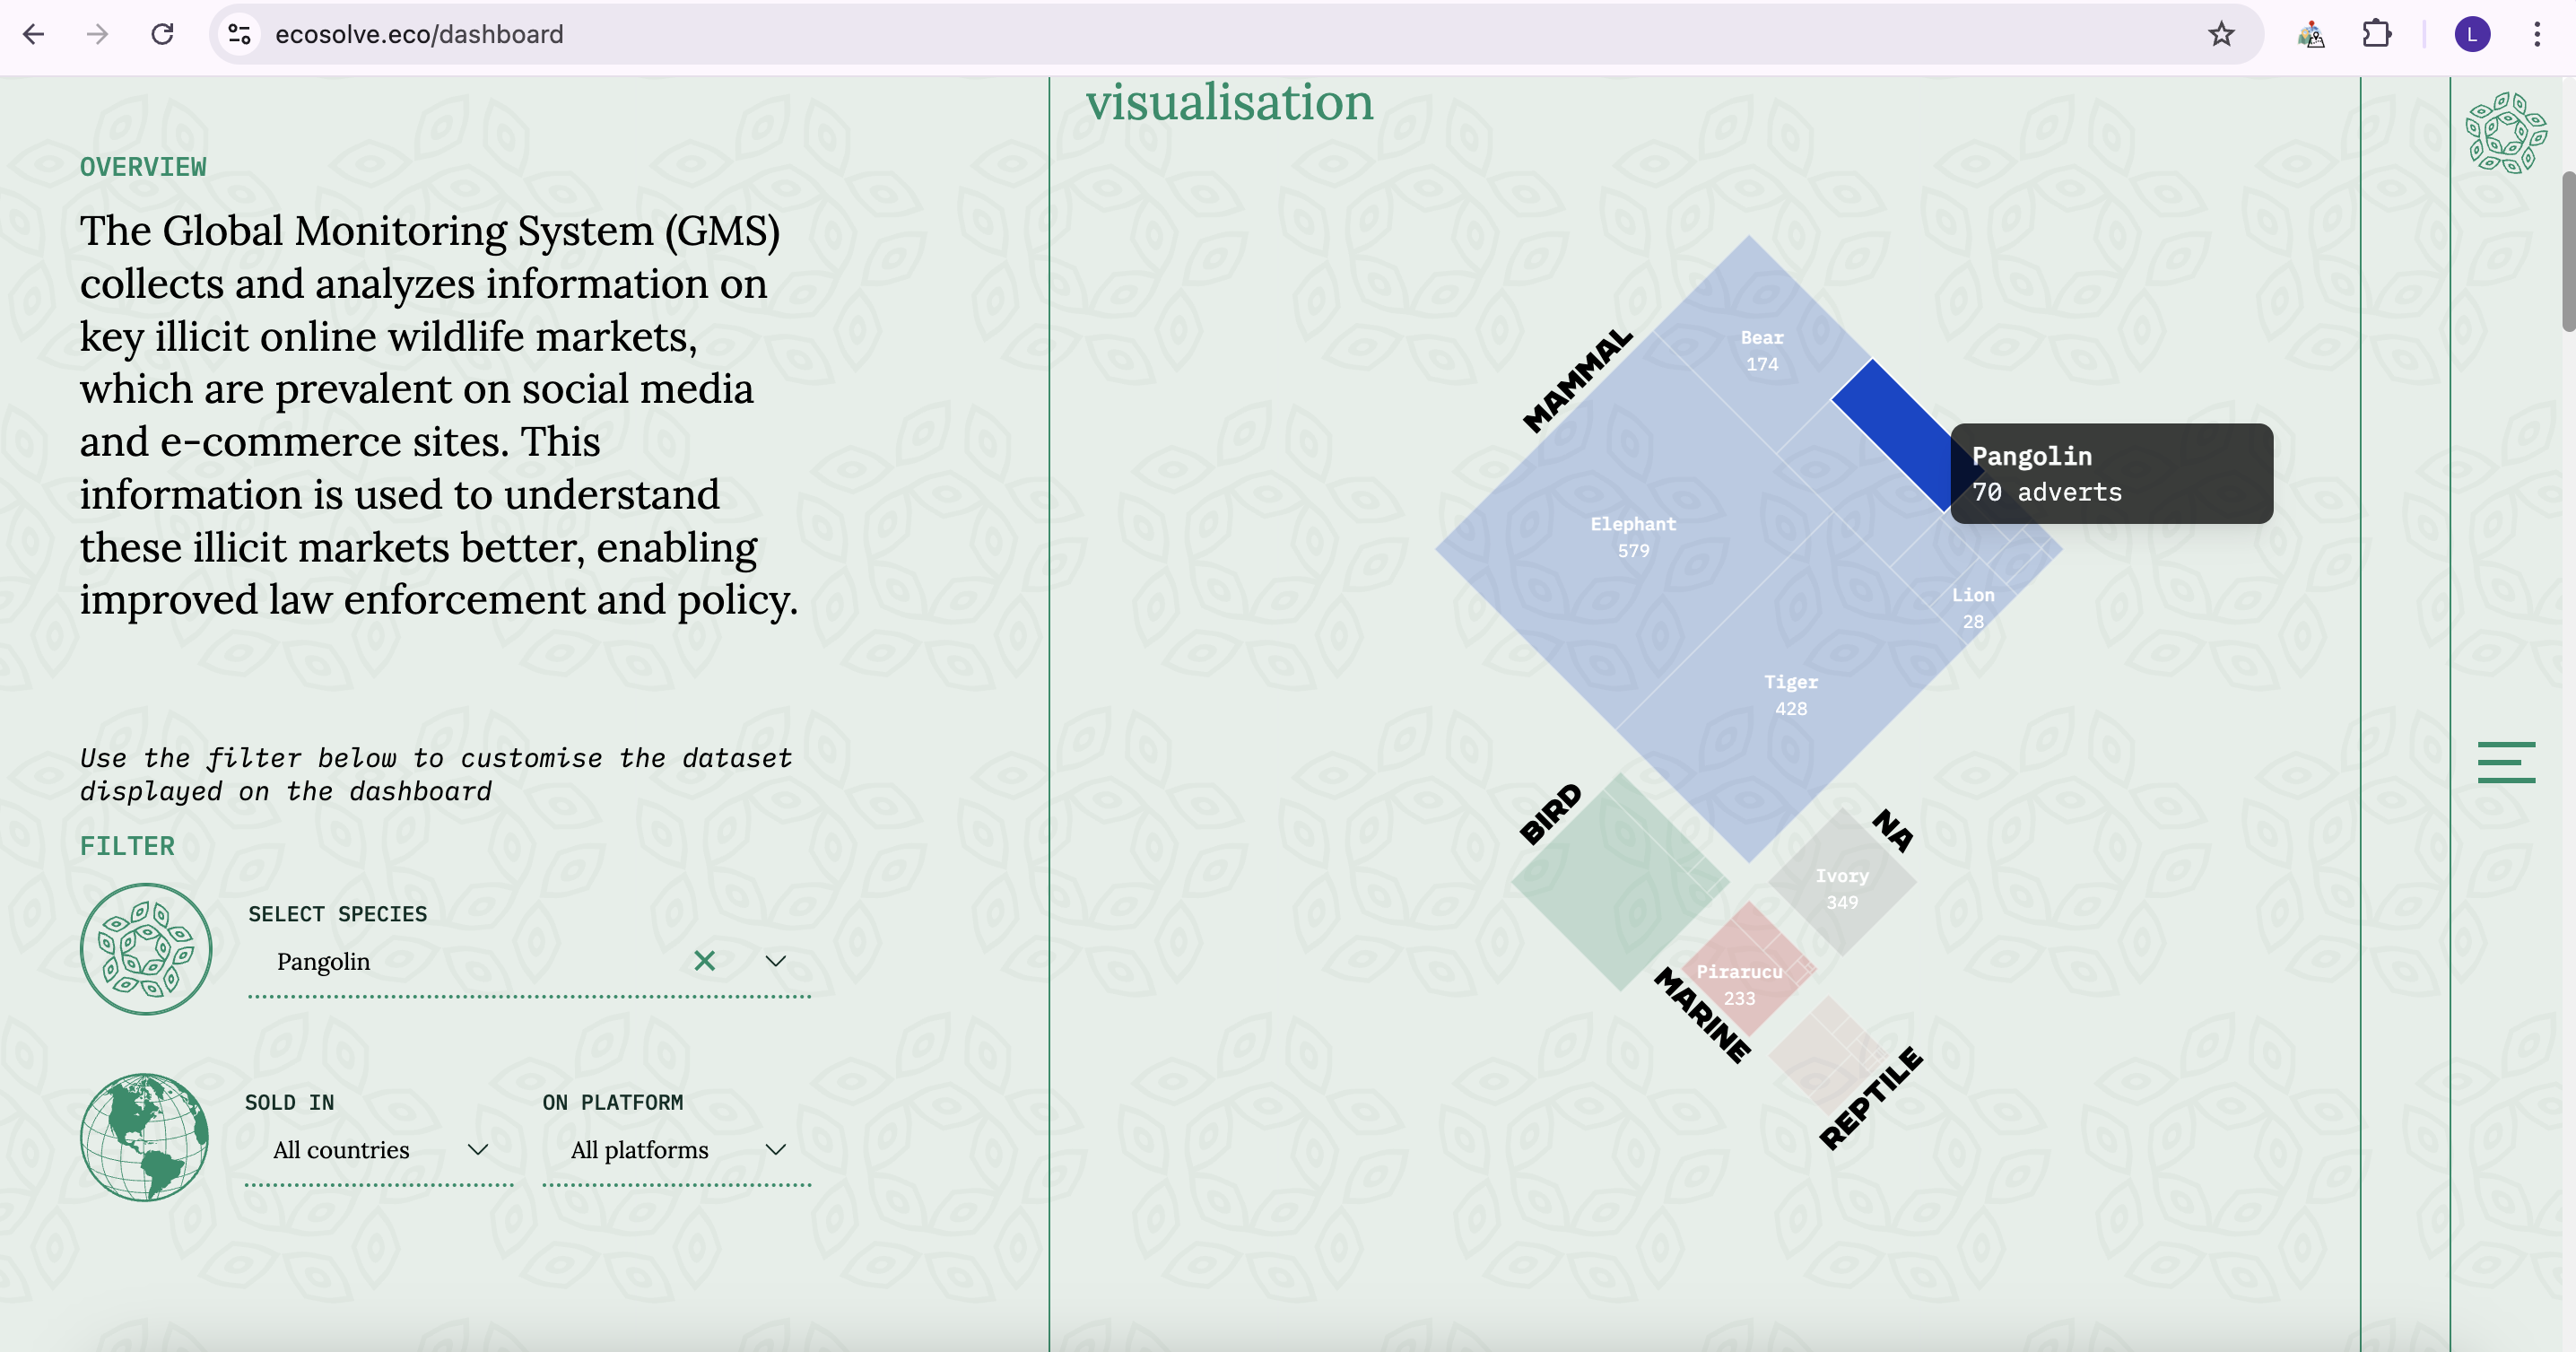 ecosolve.eco/dashboard
L
visualisation
OVERVIEW
The Global Monitoring System (GMS)
collects and analyzes information on
key illicit online wildlife markets,
which are prevalent on social media
and e-commerce sites. This
information is used to understand
these illicit markets better, enabling
improved law enforcement and policy.
Use the filter below to customise the dataset
displayed on the dashboard
FILTER
SELECT SPECIES
Pangolin
SOLD IN
All countries
ON PLATFORM
All platforms
MAMMAL
Bear
174
Pangolin
70 adverts
Elephant
579
Lion
28
Tiger
428
BIRD
NA
Ivory
349
Pirarucu
233
MARINE
REPTILE